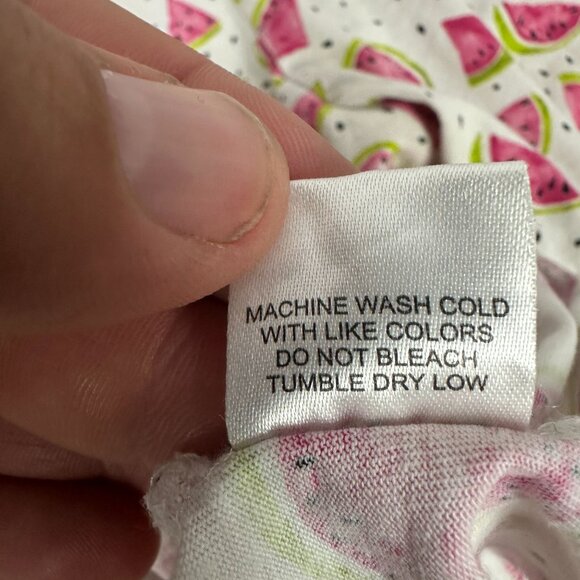 MACHINE WASH COLD
WITH LIKE COLORS
DO NOT BLEACH
TUMBLE DRY LOW